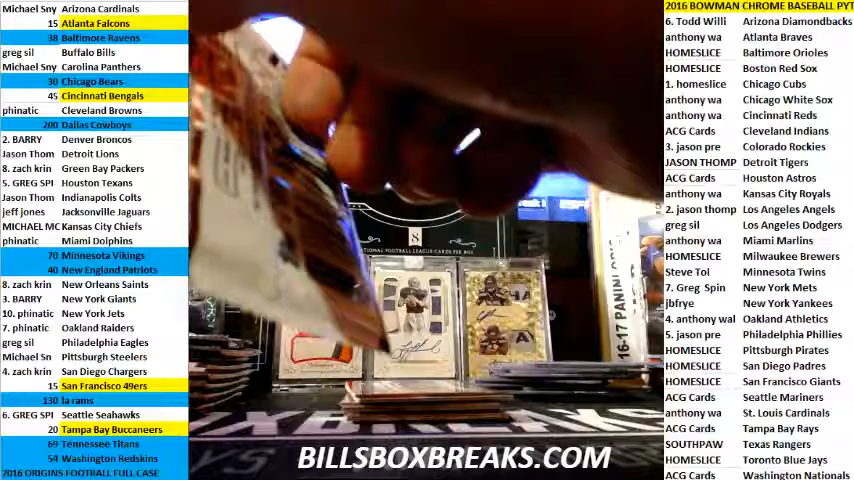 Michael Sny Arizona Cardinals
15 Atlanta Falcons
38 Baltimore Ravens
greg sil Buffalo Bills
Michael Sny Carolina Panthers
30 Chicago Bears
45 Cincinnati Bengals
phinatic Cleveland Browns
200 Dallas Cowboys
2. BARRY Denver Broncos
Jason Thom Detroit Lions
8. zach krin Green Bay Packers
5. GREG SPI Houston Texans
Jason Thom Indianapolis Colts
jeff jones Jacksonville Jaguars
MICHAEL MC Kansas City Chiefs
phinatic Miami Dolphins
70 Minnesota Vikings
40 New England Patriots
8. zach krin New Orleans Saints
3. BARRY New York Giants
10. phinatic New York Jets
7. phinatic Oakland Raiders
greg sil Philadelphia Eagles
Michael Sn Pittsburgh Steelers
4. zach krin San Diego Chargers
15 San Francisco 49ers
130 la rams
6. GREG SPI Seattle Seahawks
20 Tampa Bay Buccaneers
69 Tennessee Titans
54 Washington Redskins
2016 ORIGINS FOOTBALL FULL CASE
8
NATIONAL FOOTBALL LEAGUE CARDS PER BOX
16-17 PANINI
BILLSBOXBREAKS.COM
2016 BOWMAN CHROME BASEBALL PYT
6. Todd Willi Arizona Diamondbacks
anthony wa Atlanta Braves
HOMESLICE Baltimore Orioles
HOMESLICE Boston Red Sox
1. homeslice Chicago Cubs
anthony wa Chicago White Sox
anthony wa Cincinnati Reds
ACG Cards Cleveland Indians
3. jason pre Colorado Rockies
JASON THOMP Detroit Tigers
ACG Cards Houston Astros
anthony wa Kansas City Royals
2. jason thomp Los Angeles Angels
greg sil Los Angeles Dodgers
anthony wa Miami Marlins
HOMESLICE Milwaukee Brewers
Steve Tol Minnesota Twins
7. Greg Spin New York Mets
jbfrye New York Yankees
4. anthony wal Oakland Athletics
5. jason pre Philadelphia Phillies
HOMESLICE Pittsburgh Pirates
HOMESLICE San Diego Padres
HOMESLICE San Francisco Giants
ACG Cards Seattle Mariners
anthony wa St. Louis Cardinals
ACG Cards Tampa Bay Rays
SOUTHPAW Texas Rangers
HOMESLICE Toronto Blue Jays
ACG Cards Washington Nationals